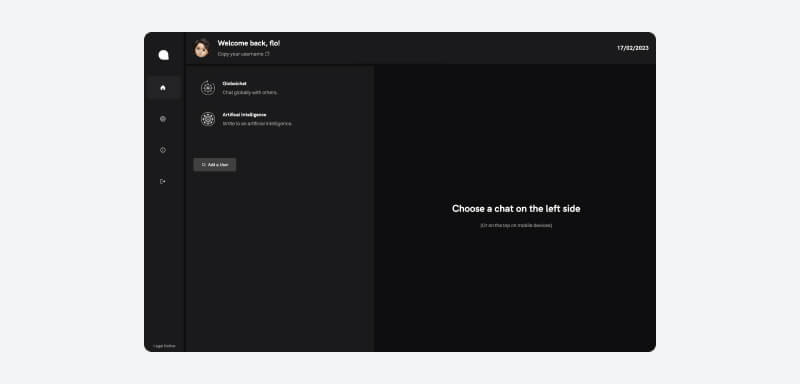 Welcome back, flo!
Copy your username
17/02/2023
Globalchat
Chat globally with others.
Artificial Intelligence
Write to an artificial intelligence.
Add a User
Choose a chat on the left side
(Or on the top on mobile devices)
Legal Notice